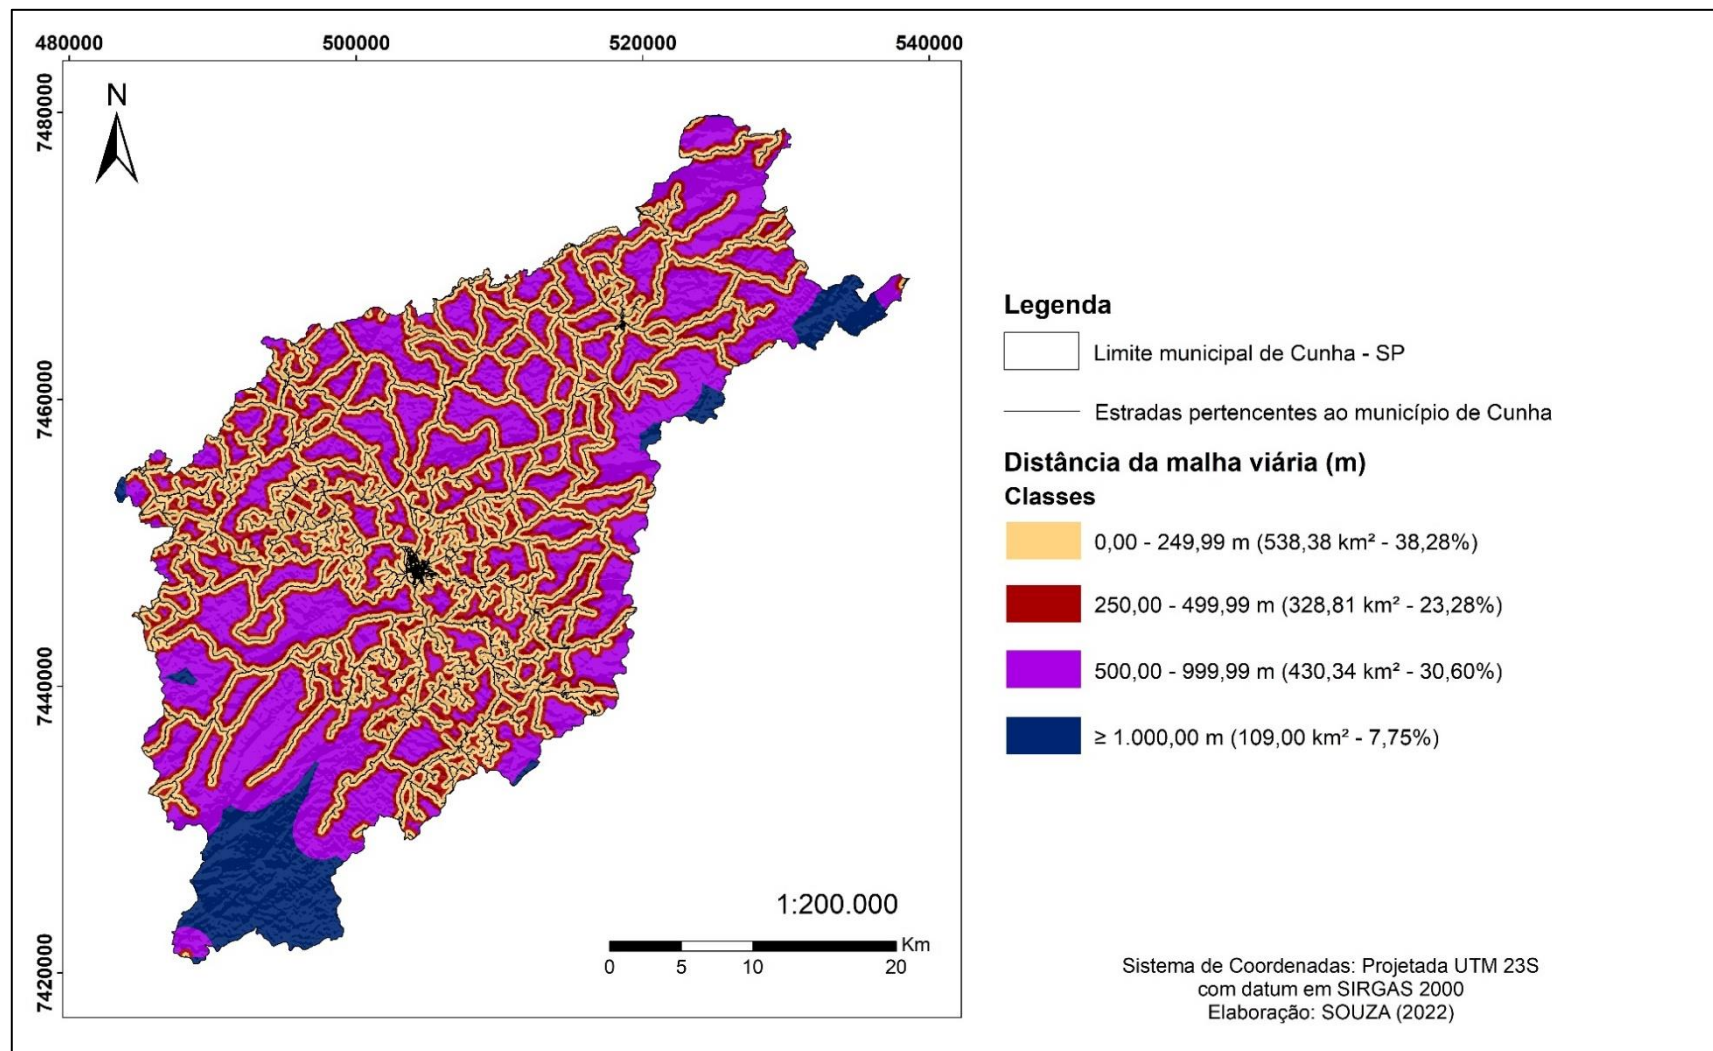 480000
500000
520000
540000
7480000
7460000
7440000
7420000
N
1:200.000
Km
0
5
10
20
Legenda
Limite municipal de Cunha - SP
Estradas pertencentes ao município de Cunha
Distância da malha viária (m)
Classes
0,00 - 249,99 m (538,38 km² - 38,28%)
250,00 - 499,99 m (328,81 km² - 23,28%)
500,00 - 999,99 m (430,34 km² - 30,60%)
≥ 1.000,00 m (109,00 km² - 7,75%)
Sistema de Coordenadas: Projetada UTM 23S
com datum em SIRGAS 2000
Elaboração: SOUZA (2022)